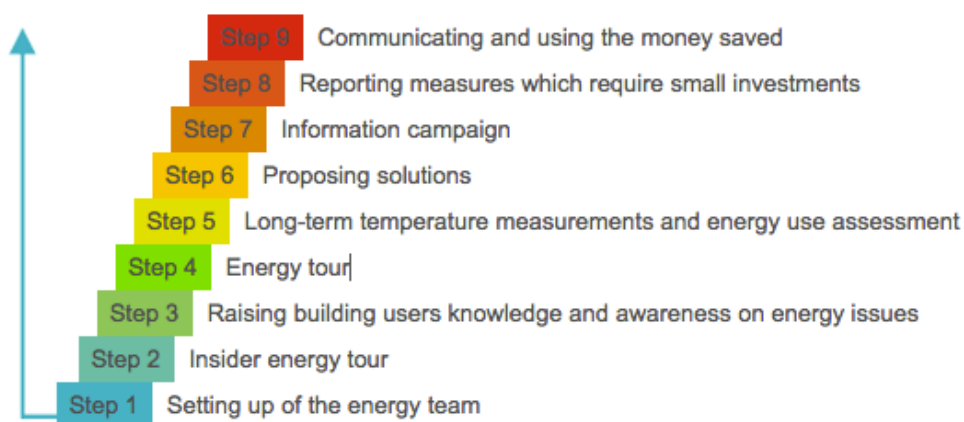 Step 9 Communicating and using the money saved
Step 8 Reporting measures which require small investments
Step 7 Information campaign
Step 6 Proposing solutions
Step 5 Long-term temperature measurements and energy use assessment
Step 4 Energy tour
Step 3 Raising building users knowledge and awareness on energy issues
Step 2 Insider energy tour
Step 1 Setting up of the energy team